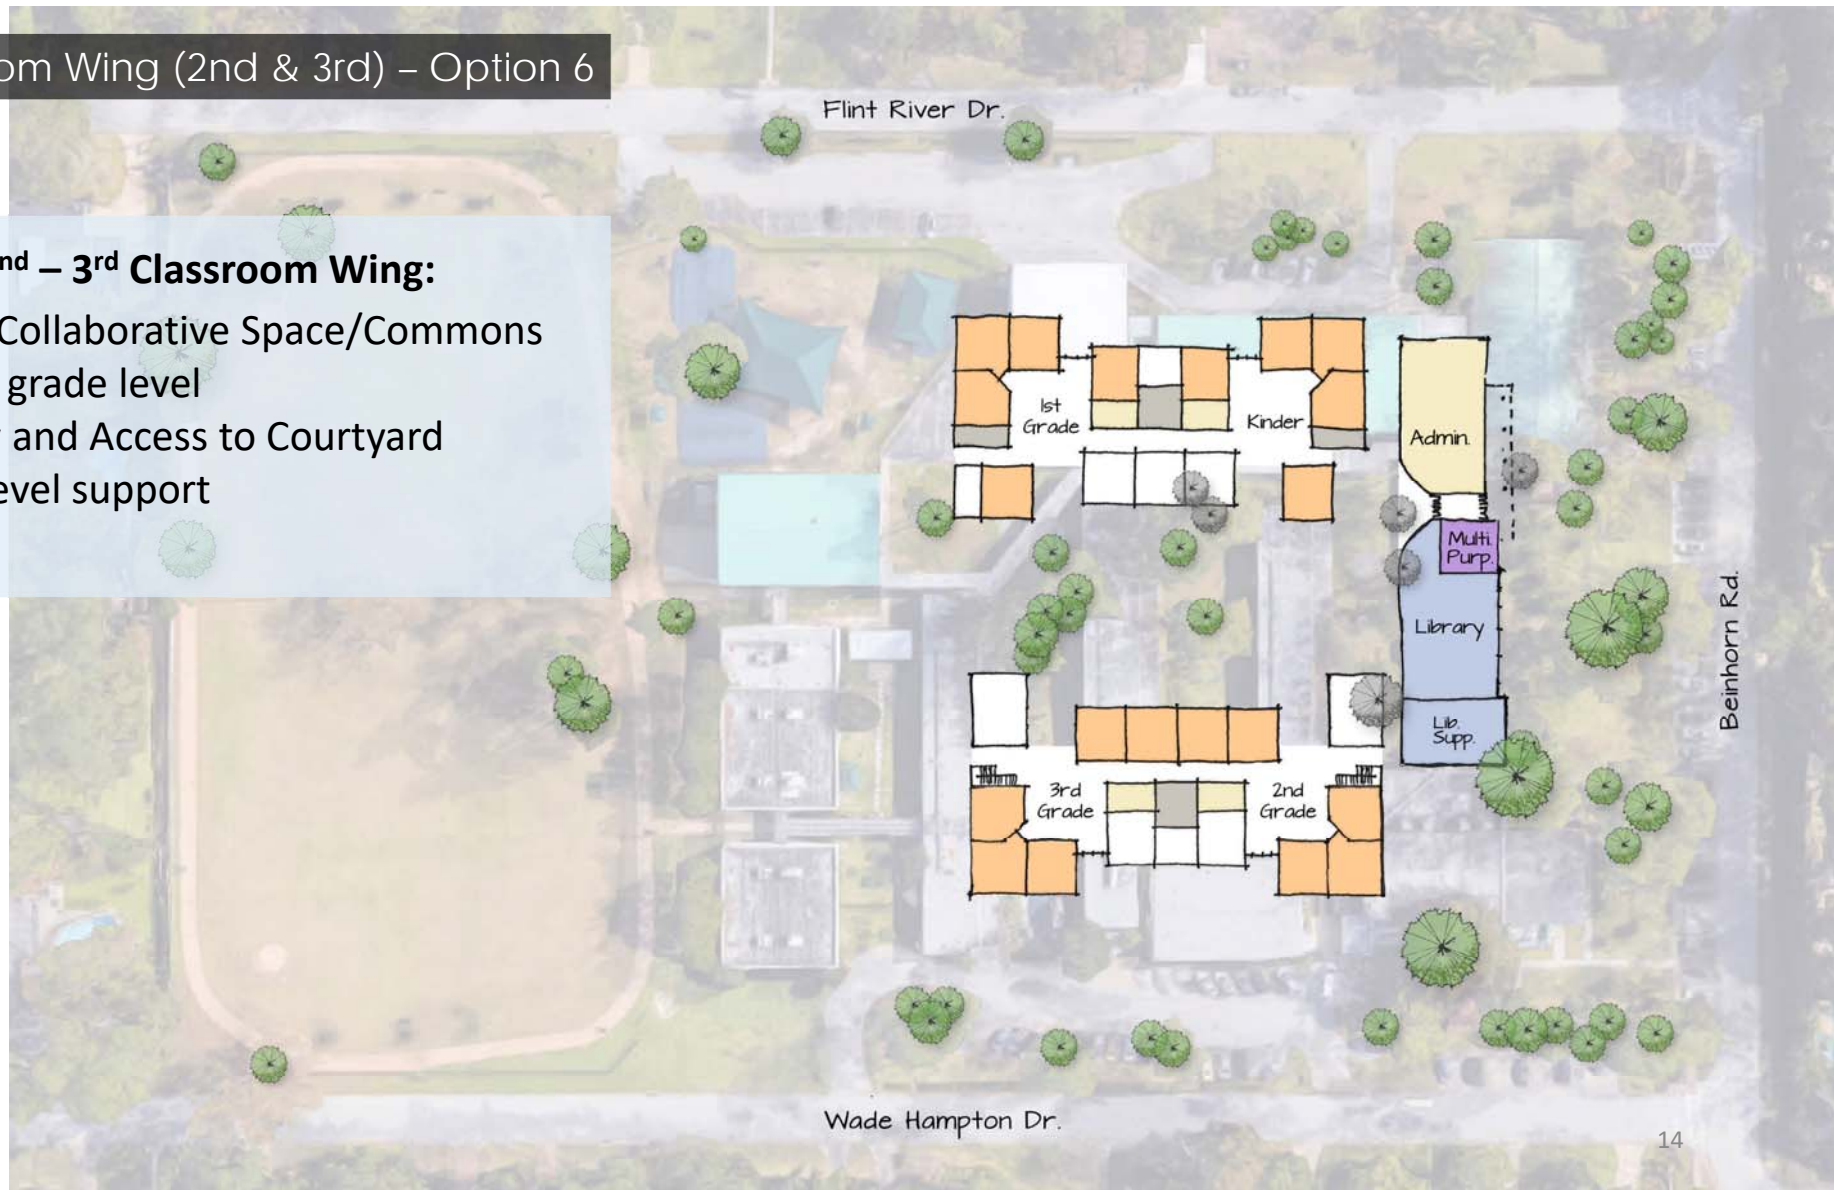 om Wing (2nd & 3rd) – Option 6
Flint River Dr.
nd – 3rd Classroom Wing:
Collaborative Space/Commons
grade level
and Access to Courtyard
evel support
1st
Grade
Kinder
Admin.
Multi.
Purp.
Library
Lib.
Supp.
3rd
Grade
2nd
Grade
Beinhorn Rd.
Wade Hampton Dr.
14